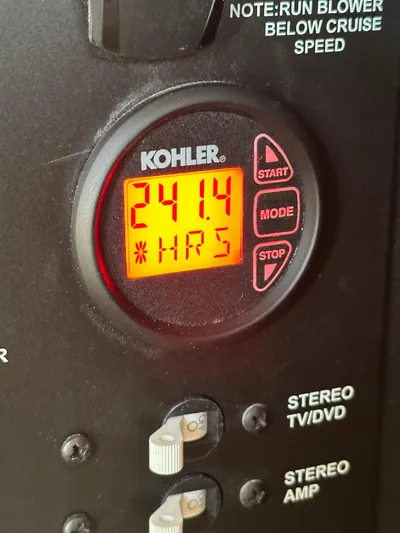 NOTE:RUN BLOWER
BELOW CRUISE
SPEED
KOHLER®
241.4
*HRS
START
MODE
STOP
R
STEREO
TV/DVD
STEREO
AMP